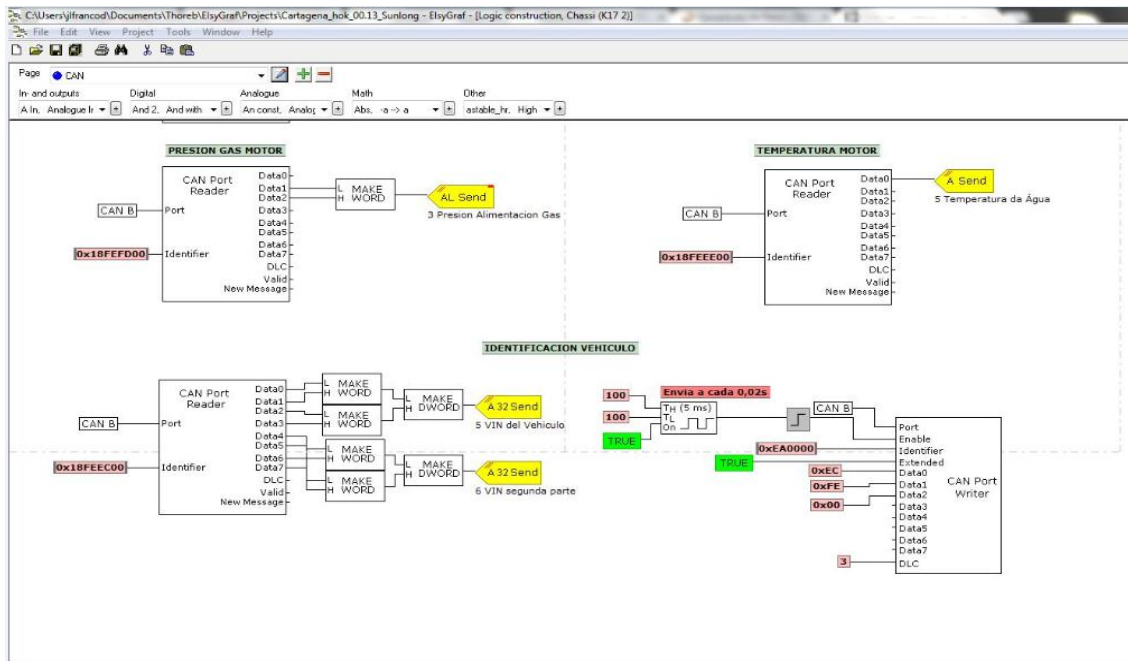 C:\Users\jlfrancod\Documents\Thoreb\ElsyGraf\Projects\Cartagena_hok_00.13_Sunlong - ElsyGraf - [Logic construction, Chassi (K17 2)]
File Edit View Project Tools Window Help
Page CAN
In- and outputs Digital Analogue Math Other
A In, Analogue Ir And 2, And with An const, Analog Abs, -a -> a astable_hr, High
PRESION GAS MOTOR
CAN Port
Reader
CAN B
Port
0x18FEFD00
Identifier
Data0
Data1
Data2
Data3
Data4
Data5
Data6
Data7
DLC
Valid
New Message
L MAKE
H WORD
AL Send
3 Presion Alimentacion Gas
TEMPERATURA MOTOR
CAN Port
Reader
CAN B
Port
0x18FEEE00
Identifier
Data0
Data1
Data2
Data3
Data4
Data5
Data6
Data7
DLC
Valid
New Message
A Send
5 Temperatura da Água
IDENTIFICACION VEHICULO
CAN Port
Reader
CAN B
Port
0x18FEEC00
Identifier
Data0
Data1
Data2
Data3
Data4
Data5
Data6
Data7
DLC
Valid
New Message
L MAKE
H WORD
L MAKE
H WORD
L MAKE
H WORD
L MAKE
H WORD
L MAKE
H DWORD
L MAKE
H DWORD
A 32 Send
5 VIN del Vehiculo
A 32 Send
6 VIN segunda parte
Envia a cada 0,02s
100
100
TRUE
TH (5 ms)
TL
On
CAN B
0xEA0000
TRUE
0xEC
0xFE
0x00
3
Port
Enable
Identifier
Extended
Data0
Data1
Data2
Data3
Data4
Data5
Data6
Data7
DLC
CAN Port
Writer